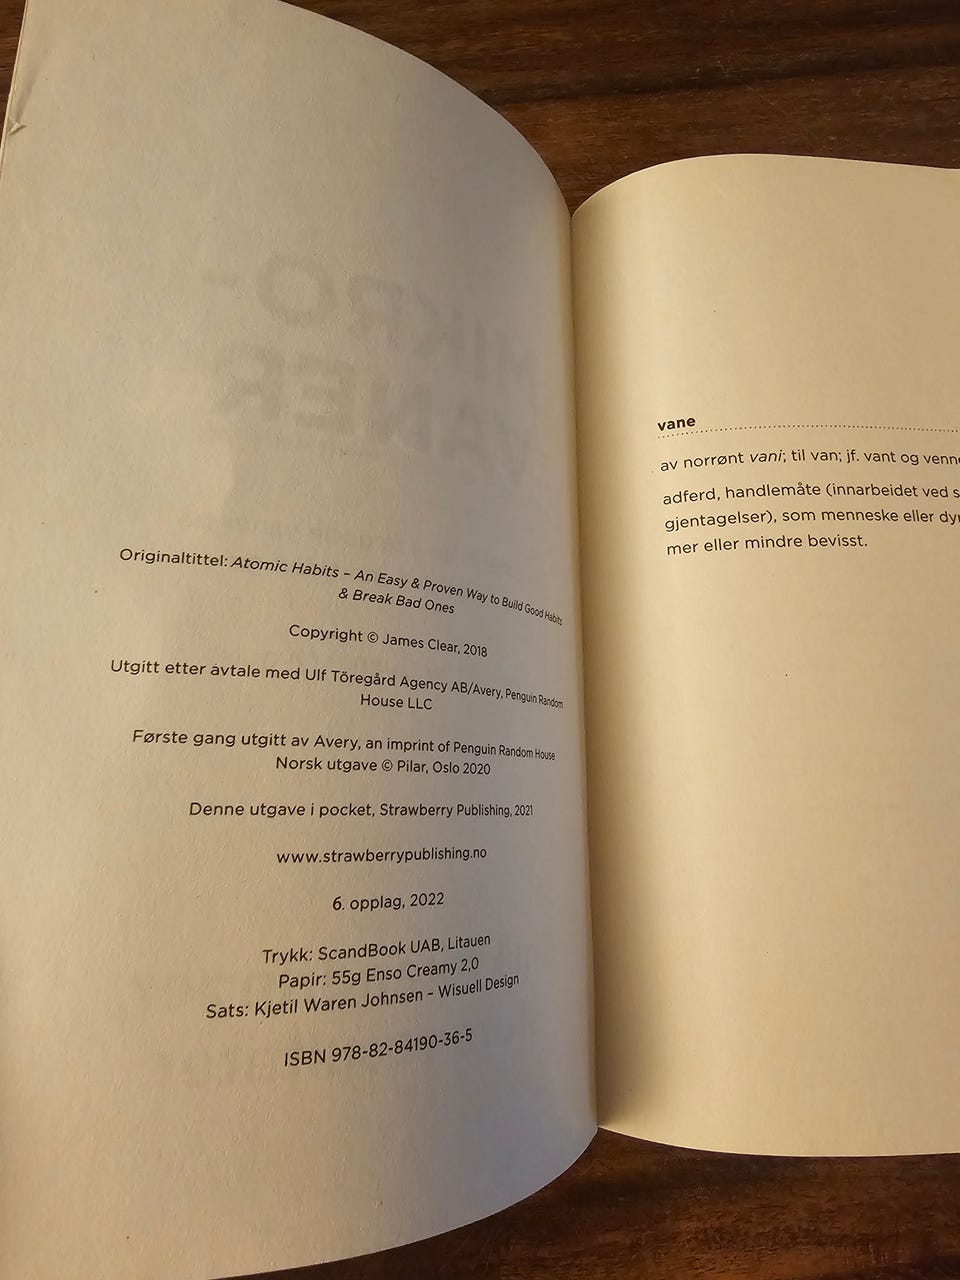 Originaltittel: Atomic Habits – An Easy & Proven Way to Build Good Habits
& Break Bad Ones
Copyright © James Clear, 2018
Utgitt etter avtale med Ulf Töregård Agency AB/Avery, Penguin Random
House LLC
Første gang utgitt av Avery, an imprint of Penguin Random House
Norsk utgave © Pilar, Oslo 2020
Denne utgave i pocket, Strawberry Publishing, 2021
www.strawberrypublishing.no
6. opplag, 2022
Trykk: ScandBook UAB, Litauen
Papir: 55g Enso Creamy 2,0
Sats: Kjetil Waren Johnsen – Wisuell Design
ISBN 978-82-84190-36-5
vane
av norrønt vani; til van; jf. vant og venne
adferd, handlemåte (innarbeidet ved s
gjentagelser), som menneske eller dyr
mer eller mindre bevisst.